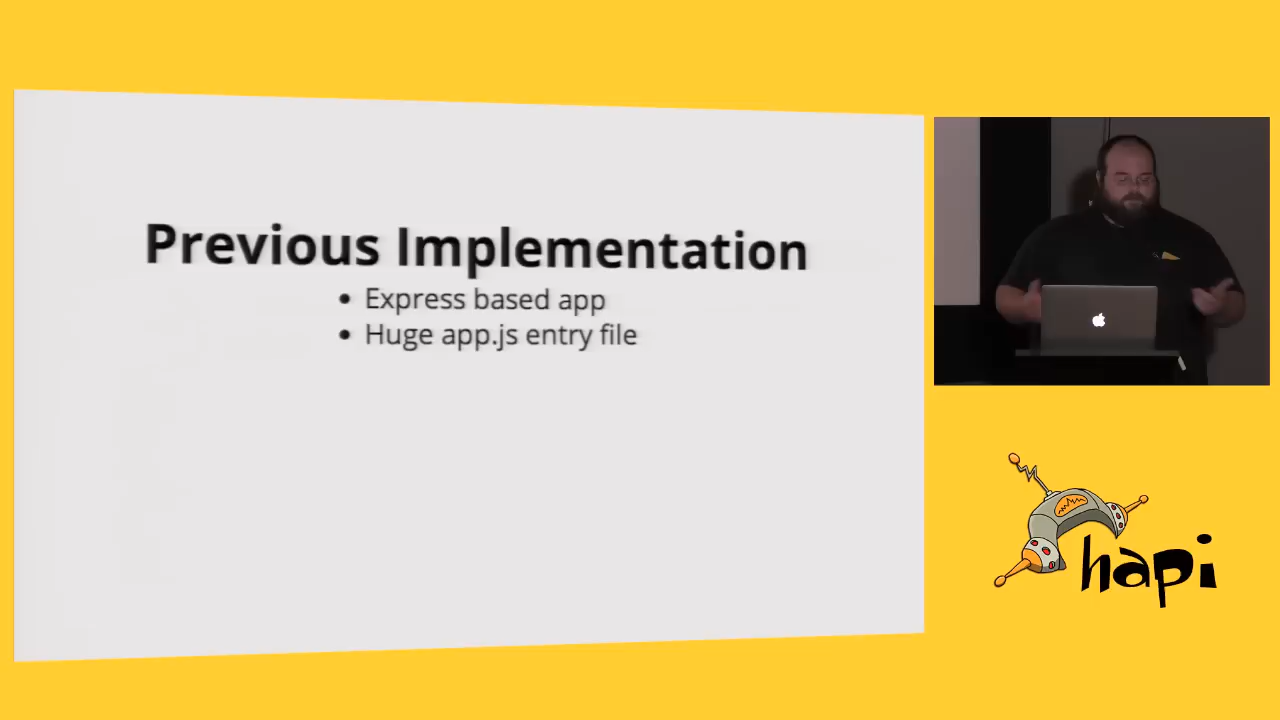 Previous Implementation
Express based app
Huge app.js entry file
hapi